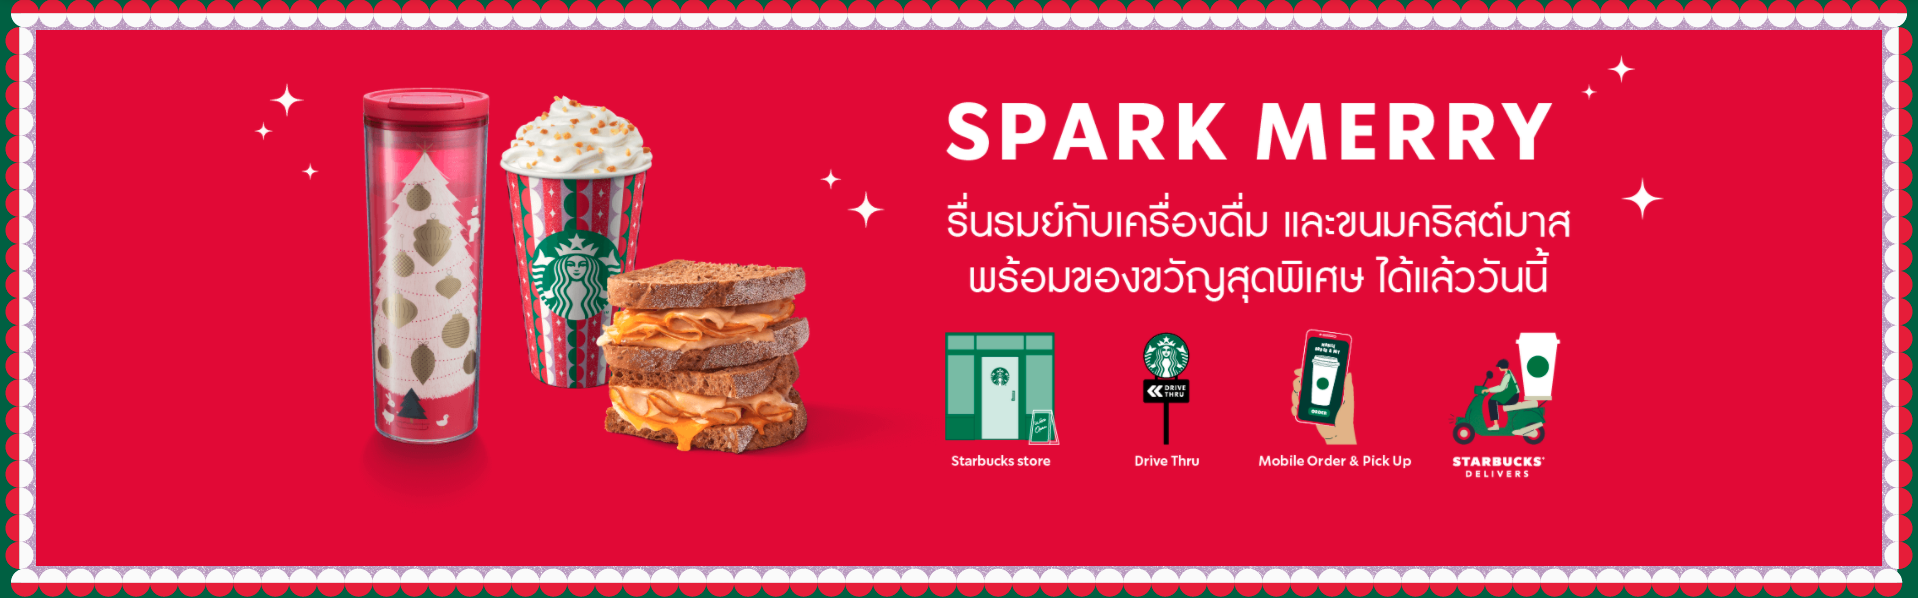 SPARK MERRY
รื่นรมย์กับเครื่องดื่ม และขนมคริสต์มาส
พร้อมของขวัญสุดพิเศษ ได้แล้ววันนี้
DRIVE
THRU
ORDER
Starbucks store
Drive Thru
Mobile Order & Pick Up
STARBUCKS
DELIVERS